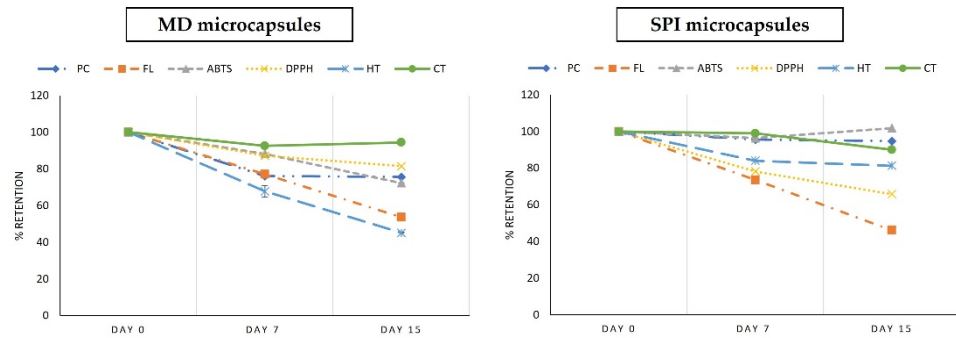 MD microcapsules
PC FL ABTS DPPH HT CT
120
100
80
60
40
20
0
% RETENTION
DAY 0 DAY 7 DAY 15
SPI microcapsules
PC FL ABTS DPPH HT CT
120
100
80
60
40
20
0
% RETENTION
DAY 0 DAY 7 DAY 15